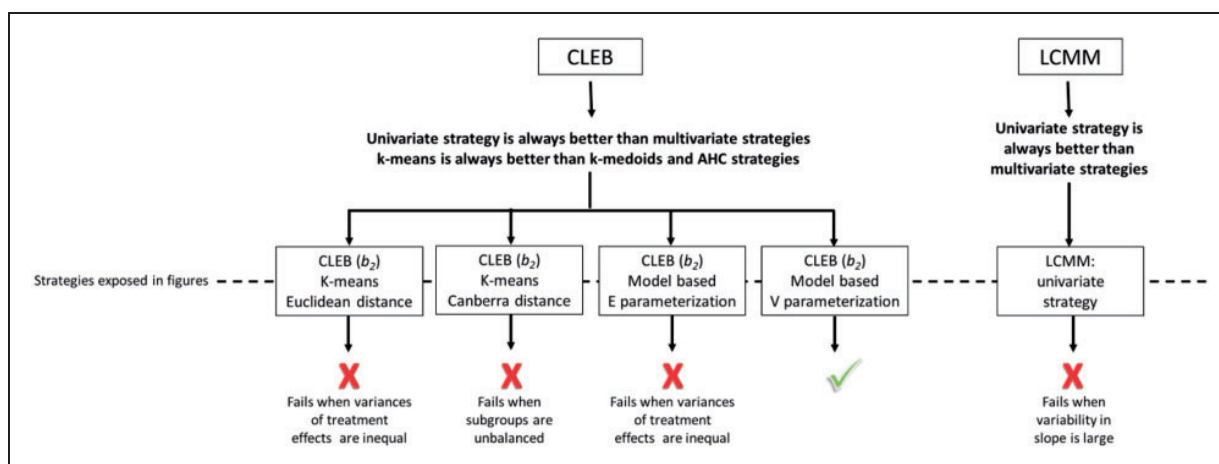 CLEB
LCMM
Univariate strategy is always better than multivariate strategies
k-means is always better than k-medoids and AHC strategies
Univariate strategy is
always better than
multivariate strategies
Strategies exposed in figures
CLEB (b2)
K-means
Euclidean distance
CLEB (b2)
K-means
Canberra distance
CLEB (b2)
Model based
E parameterization
CLEB (b2)
Model based
V parameterization
LCMM:
univariate
strategy
Fails when variances
of treatment
effects are inequal
Fails when
subgroups are
unbalanced
Fails when variances
of treatment
effects are inequal
Fails when
variability in
slope is large